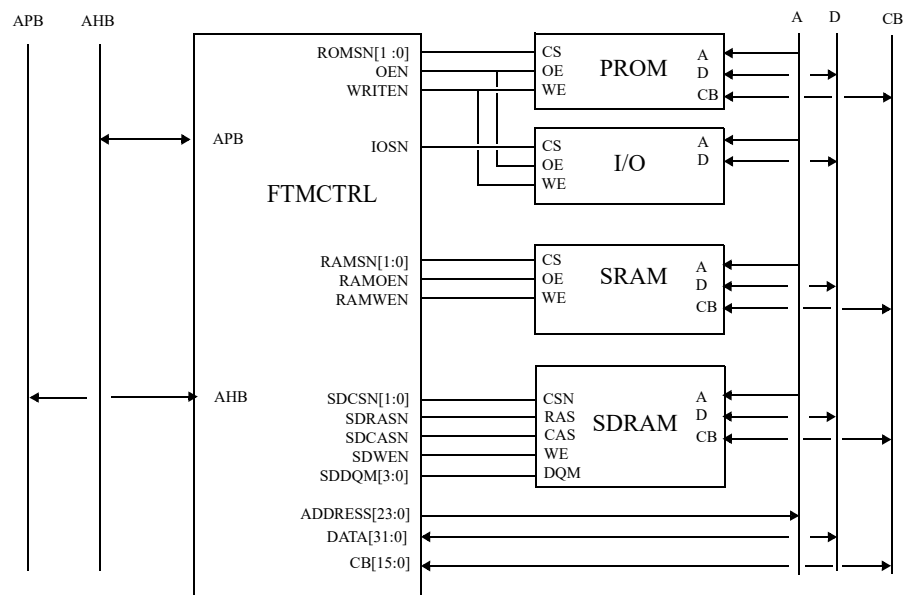 APB AHB A D CB
ROMSN[1 :0] CS PROM A
OEN OE D
WRITEN WE CB
APB
IOSN CS I/O A
OE D
WE
FTMCTRL
RAMSN[1:0] CS SRAM A
RAMOEN OE D
RAMWEN WE CB
AHB
SDCSN[1:0] CSN SDRAM A
SDRASN RAS D
SDCASN CAS CB
SDWEN WE
SDDQM[3:0] DQM
ADDRESS[23:0]
DATA[31:0]
CB[15:0]